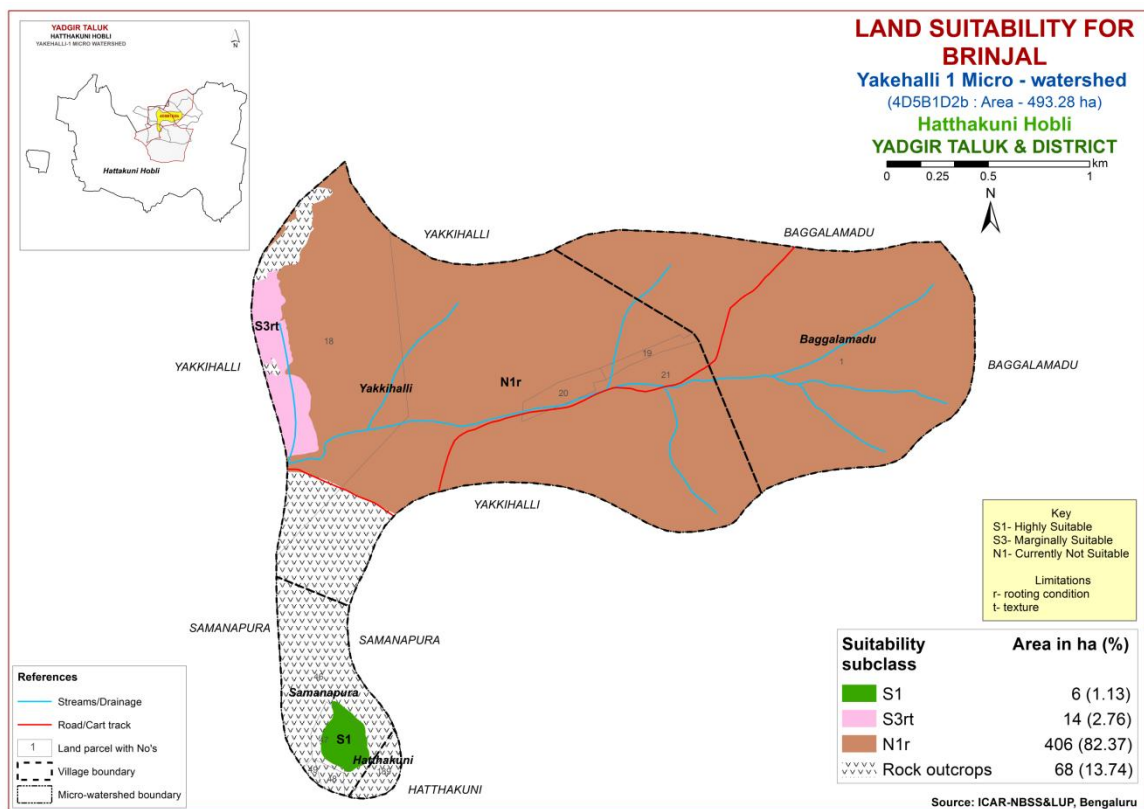 YADGIR TALUK
HATTHAKUNI HOBLI
YAKEHALLI-1 MICRO WATERSHED
N
Hattakuni Hobli
LAND SUITABILITY FOR
BRINJAL
Yakehalli 1 Micro - watershed
(4D5B1D2b : Area - 493.28 ha)
Hatthakuni Hobli
YADGIR TALUK & DISTRICT
km
0 0.25 0.5 1
N
YAKKIHALLI
BAGGALAMADU
S3rt
18
YAKKIHALLI
Yakkihalli
N1r
19
20
21
Baggalamadu
1
BAGGALAMADU
YAKKIHALLI
SAMANAPURA
SAMANAPURA
Samanapura
S1
Hatthakuni
48
HATTHAKUNI
Key
S1- Highly Suitable
S3- Marginally Suitable
N1- Currently Not Suitable
Limitations
r- rooting condition
t- texture
Suitability subclass Area in ha (%)
S1 6 (1.13)
S3rt 14 (2.76)
N1r 406 (82.37)
Rock outcrops 68 (13.74)
References
Streams/Drainage
Road/Cart track
1 Land parcel with No's
Village boundary
Micro-watershed boundary
Source: ICAR-NBSS&LUP, Bengaluru